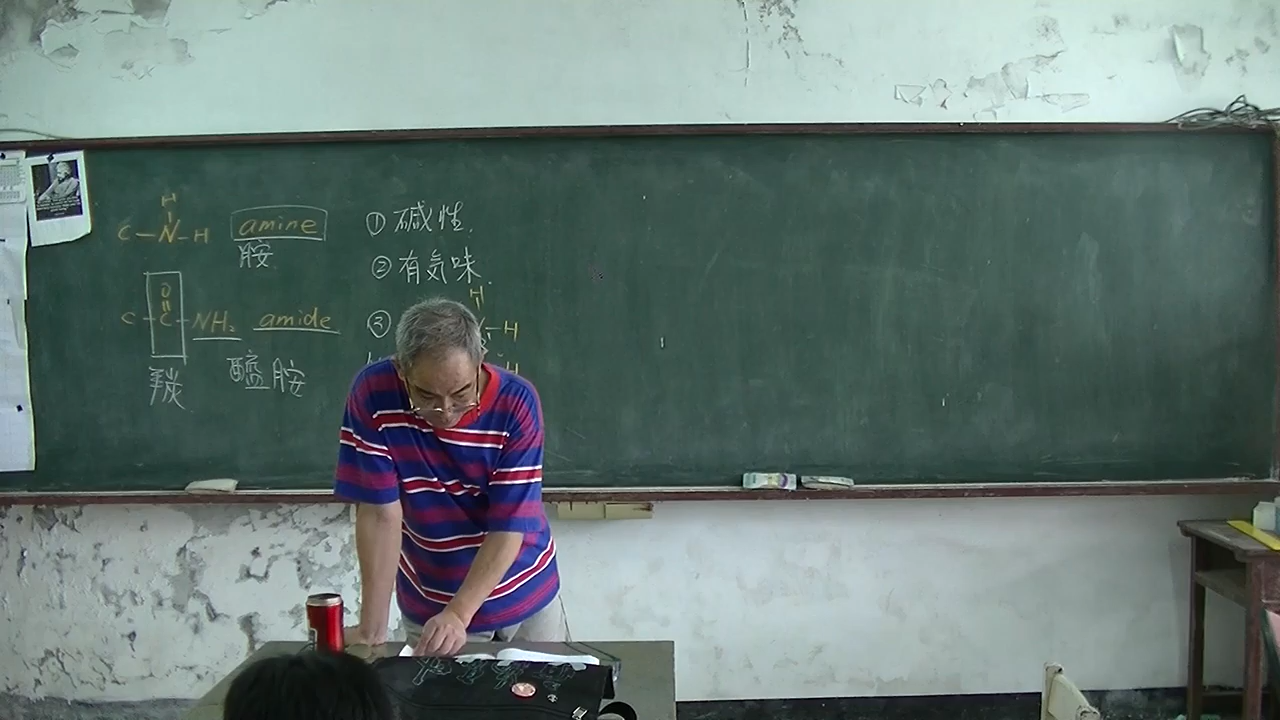 H
C-N-H amine
胺
O
C-C-NH₂ amide
羰 醯胺
① 碱性.
② 有気味.
③
H
-H
H